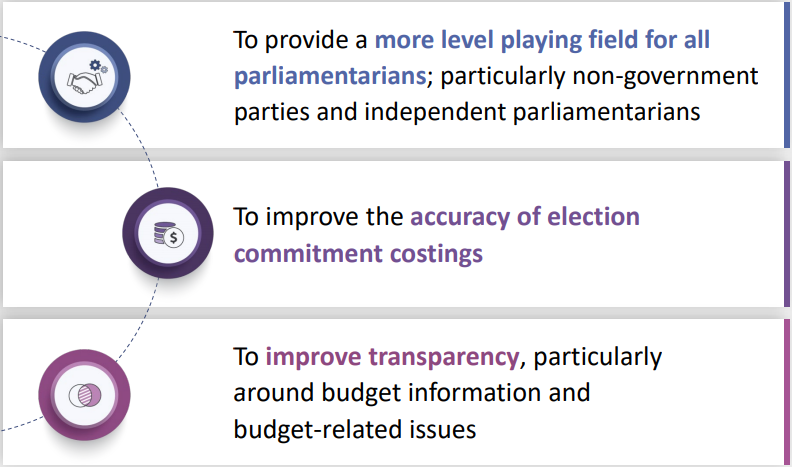 To provide a more level playing field for all
parliamentarians; particularly non-government
parties and independent parliamentarians
$
To improve the accuracy of election
commitment costings
To improve transparency, particularly
around budget information and
budget-related issues